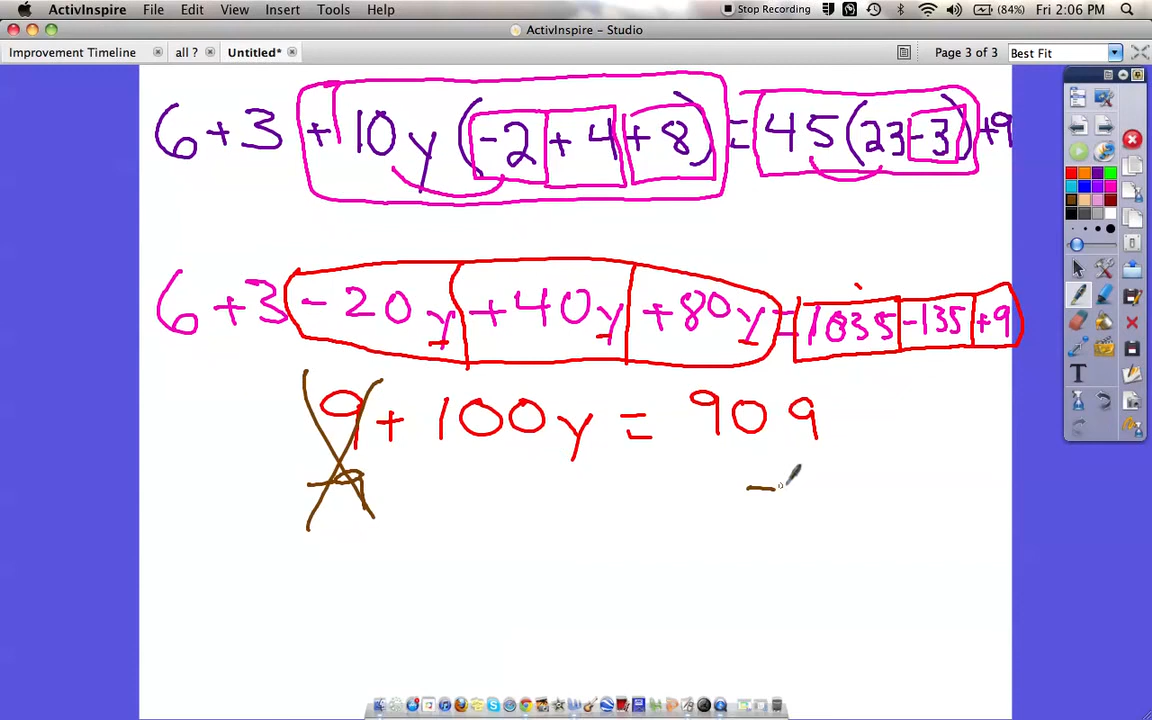 ActivInspire File Edit View Insert Tools Help Stop Recording (84%) Fri 2:06 PM
ActivInspire - Studio
Improvement Timeline all ? Untitled* Page 3 of 3 Best Fit
6+3+10y(-2+4+8)=45(23-3)+9
6+3-20y+40y+80y=1035-135+9
9+100y=909
-9 -
T